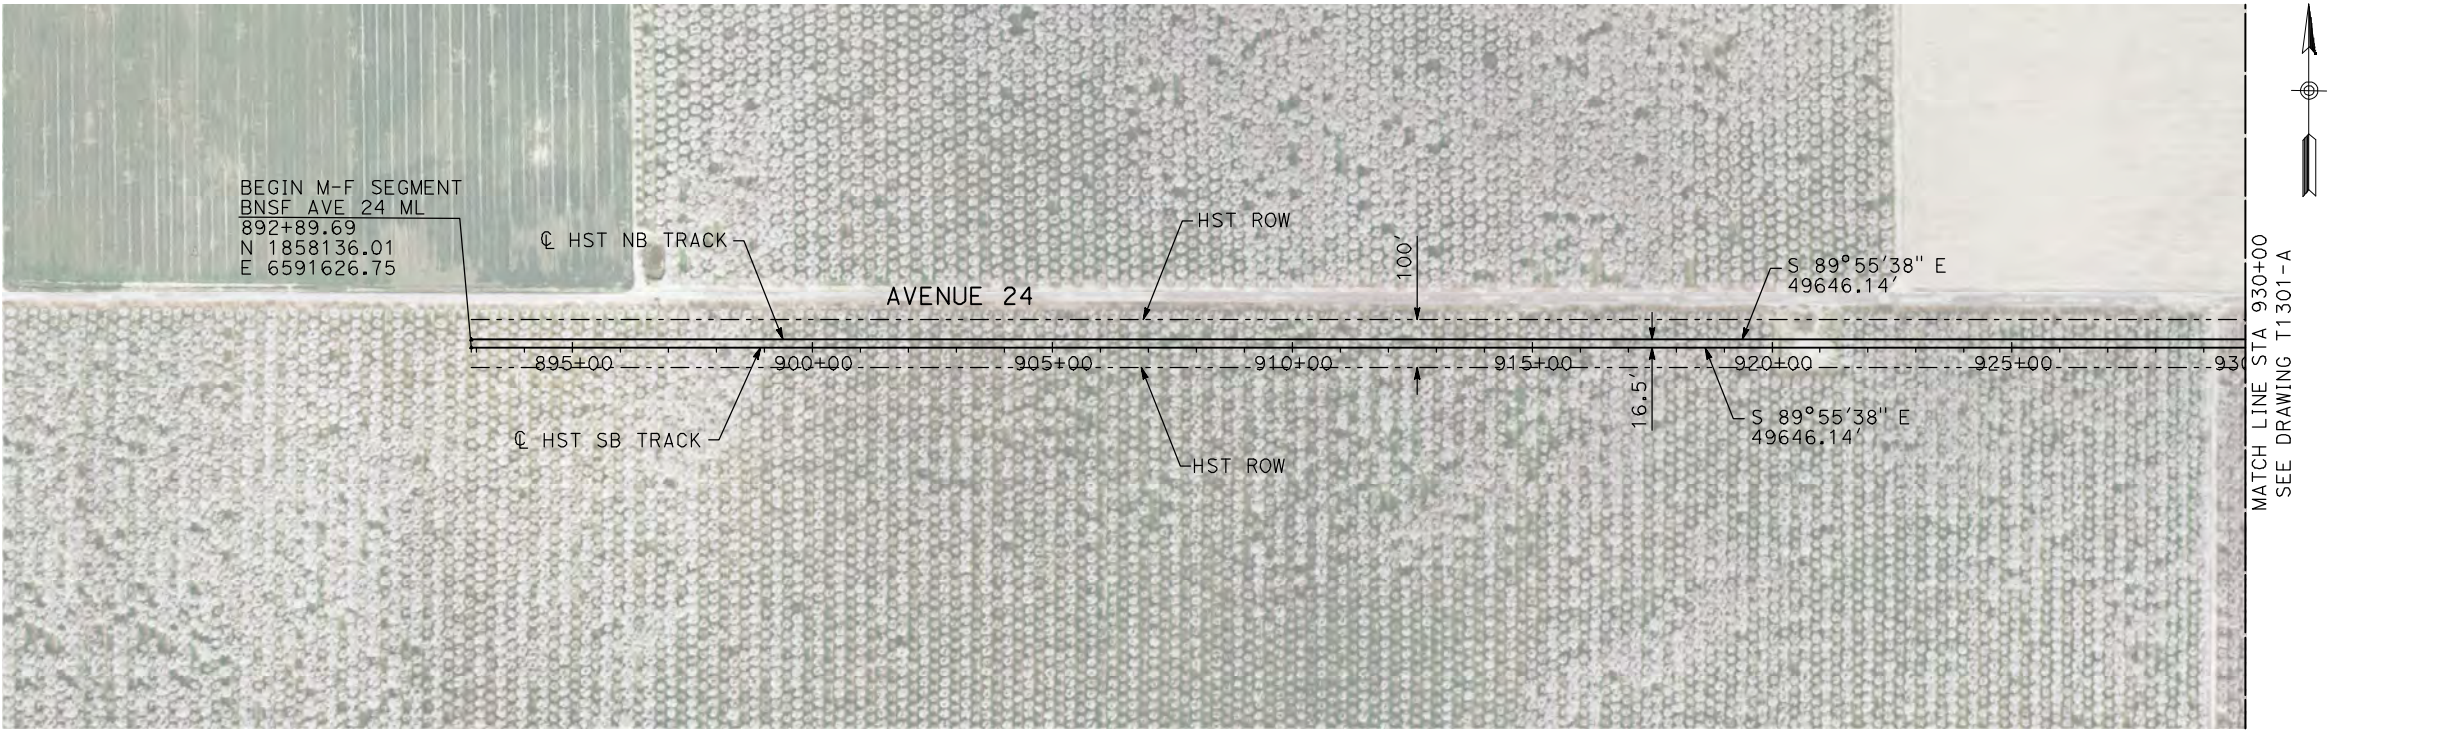 BEGIN M-F SEGMENT
BNSF AVE 24 ML
892+89.69
N 1858136.01
E 6591626.75
℄ HST NB TRACK
HST ROW
100'
S 89°55'38" E
49646.14'
AVENUE 24
895+00
900+00
905+00
910+00
915+00
920+00
925+00
930
16.5'
℄ HST SB TRACK
HST ROW
S 89°55'38" E
49646.14'
MATCH LINE STA 930+00
SEE DRAWING T1301-A